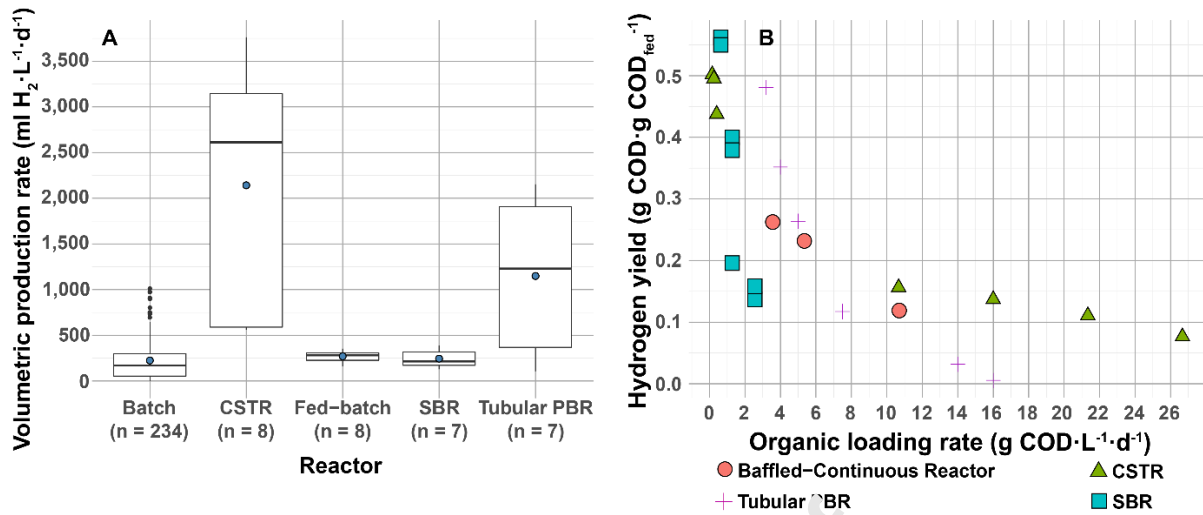 A
Volumetric production rate (ml H₂·L⁻¹·d⁻¹)
3,500
3,000
2,500
2,000
1,500
1,000
500
0
Batch CSTR Fed−batch SBR Tubular PBR
(n = 234) (n = 8) (n = 8) (n = 7) (n = 7)
Reactor
B
Hydrogen yield (g COD·g COD_fed⁻¹)
0.5
0.4
0.3
0.2
0.1
0.0
0 2 4 6 8 10 12 14 16 18 20 22 24 26
Organic loading rate (g COD·L⁻¹·d⁻¹)
Baffled−Continuous Reactor CSTR
Tubular PBR SBR